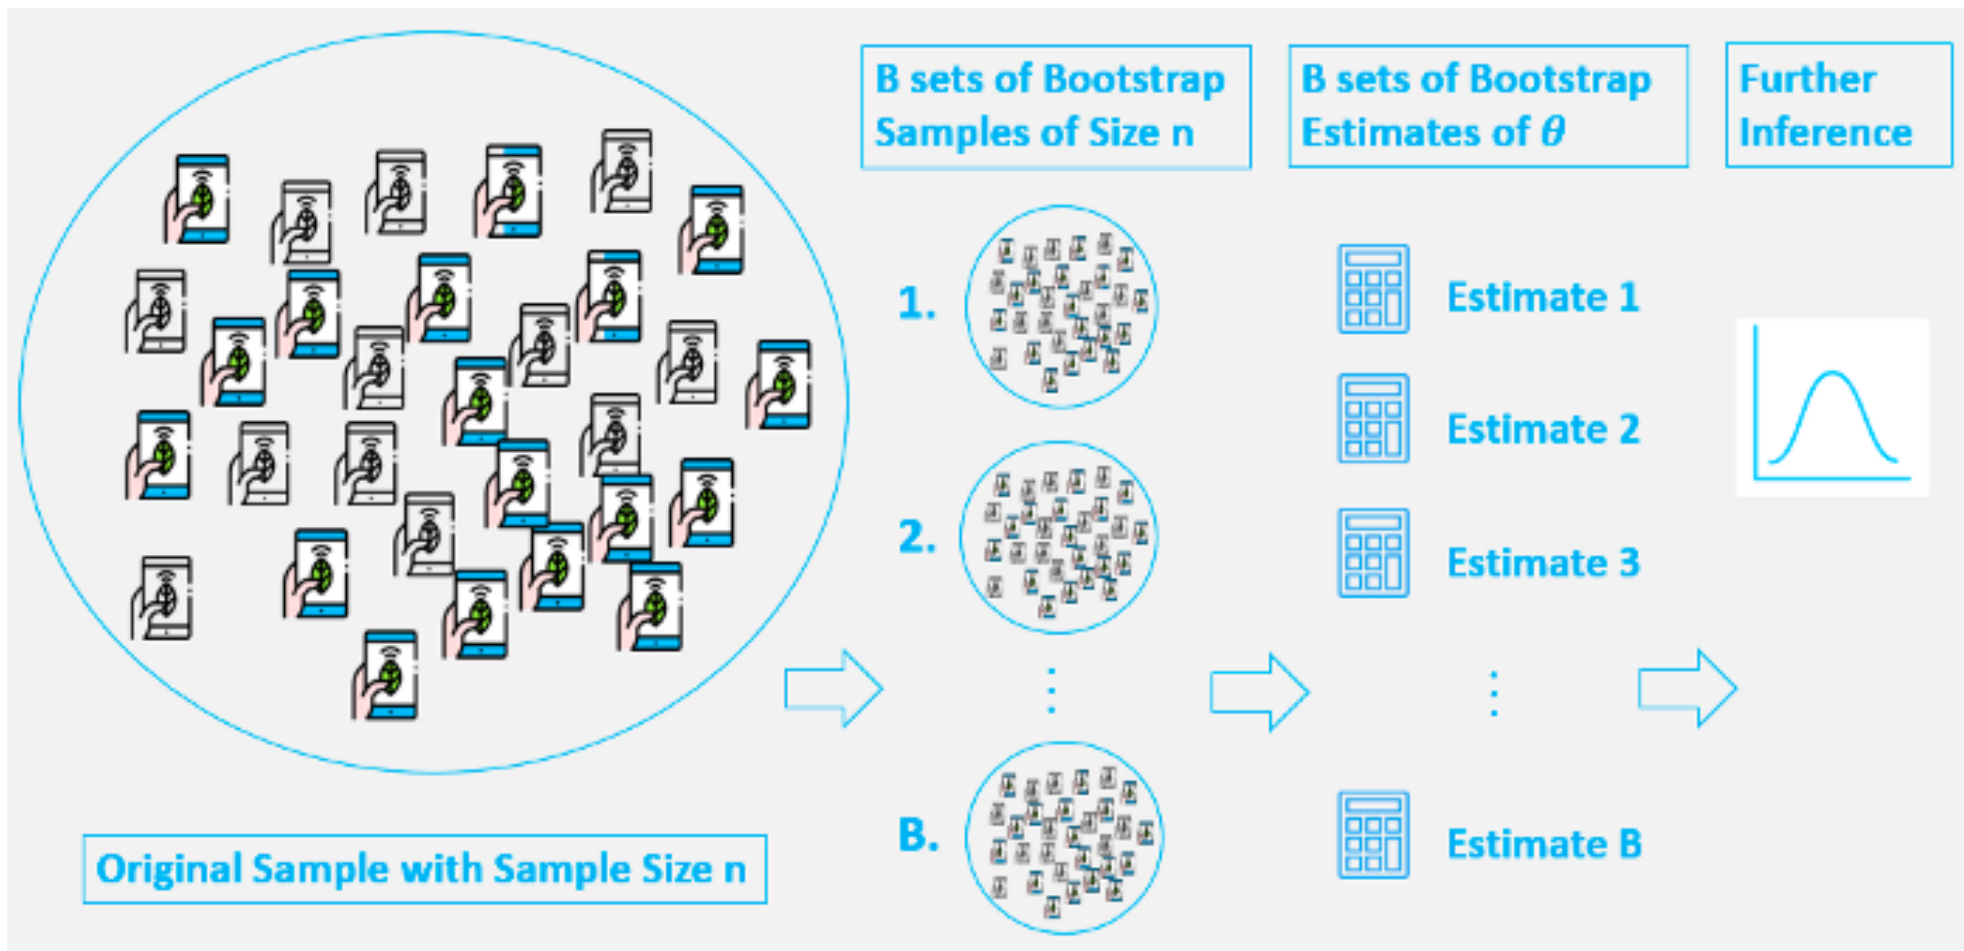 B sets of Bootstrap
Samples of Size n
B sets of Bootstrap
Estimates of θ
Further
Inference
1.
Estimate 1
Estimate 2
2.
Estimate 3
⋮
⋮
B.
Estimate B
Original Sample with Sample Size n